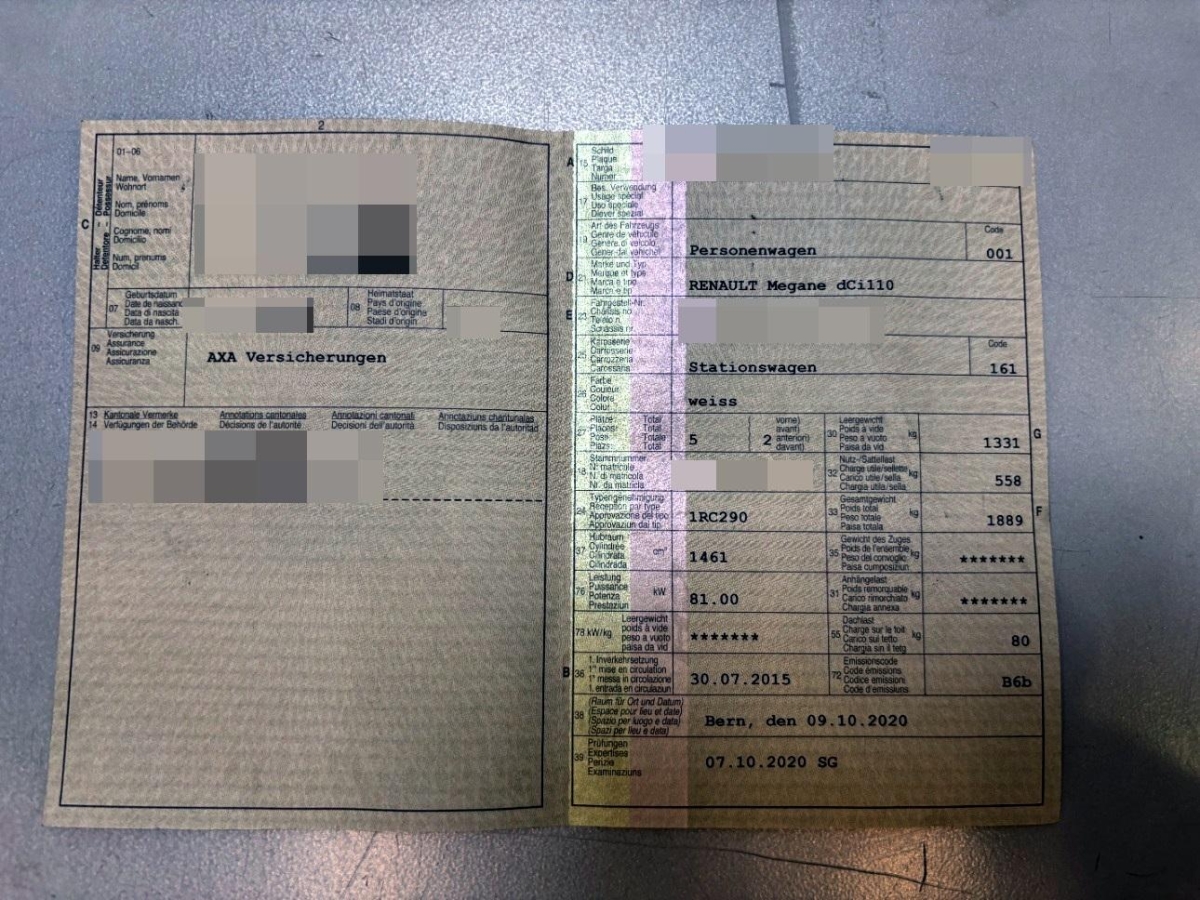 2
01-06
Halter - Détenteur
Detentore - Possessur
C
Name, Vornamen
Wohnort
Nom, prénoms
Domicile
Cognome, nomi
Domicilio
Num, prenums
Domicil
07
Geburtsdatum
Date de naissance
Data di nascita
Data da nasch.
08
Heimatstaat
Pays d'origine
Paese d'origine
Stadi d'origin
09
Versicherung
Assurance
Assicurazione
Assicuranza
AXA Versicherungen
13 Kantonale Vermerke Annotations cantonales Annotazioni cantonali Annotaziuns chantunalas
14 Verfügungen der Behörde Décisions de l'autorité Decisioni dell'autorità Disposiziuns da l'autoritad
A
15
Schild
Plaque
Targa
Numer
17
Bes. Verwendung
Usage spécial
Uso speciale
Diever spezial
19
Art des Fahrzeugs
Genre de véhicule
Genere di veicolo
Gener dal vehichel
Personenwagen
Code
001
D
21
Marke und Typ
Marque et type
Marca e tipo
Marca e tip
RENAULT Megane dCi110
E
23
Fahrgestell-Nr.
Châssis no
Telaio n.
Schassis nr.
25
Karosserie
Carrosserie
Carrozzeria
Carossaria
Stationswagen
Code
161
26
Farbe
Couleur
Colore
Colur
weiss
27
Plätze: Total
Places: Total
Posti: Totale
Plazs: Total
5
2
vorne)
avant)
anteriori)
davant)
30
Leergewicht
Poids à vide
Peso a vuoto
Paisa da vid
kg
1331
G
18
Stammnummer
N° matricule
N. di matricola
Nr. da matricla
32
Nutz-/Sattellast
Charge utile/sellette
Carico utile/sella
Chargia utila/sella
kg
558
24
Typengenehmigung
Réception par type
Approvazione del tipo
Approvaziun dal tip
1RC290
33
Gesamtgewicht
Poids total
Peso totale
Paisa totala
kg
1889
F
37
Hubraum
Cylindrée
Cilindrata
Cilindrada
cm³
1461
35
Gewicht des Zuges
Poids de l'ensemble
Peso del convoglio
Paisa cumposiziun
kg
*******
76
Leistung
Puissance
Potenza
Prestaziun
kW
81.00
31
Anhängelast
Poids remorquable
Carico rimorchiato
Chargia annexa
kg
*******
78 kW/kg
Leergewicht
poids à vide
peso a vuoto
paisa da vid
*******
55
Dachlast
Charge sur le toit
Carico sul tetto
Chargia sin il tetg
kg
80
B
36
1. Inverkehrsetzung
1re mise en circulation
1a messa in circolazione
1. entrada en circulaziun
30.07.2015
72
Emissionscode
Code émissions
Codice emissioni
Code d'emissiuns
B6b
38
(Raum für Ort und Datum)
(Espace pour lieu et date)
(Spazio per luogo e data)
(Spazi per lieu e data)
Bern, den 09.10.2020
39
Prüfungen
Expertises
Perizie
Examinaziuns
07.10.2020 SG